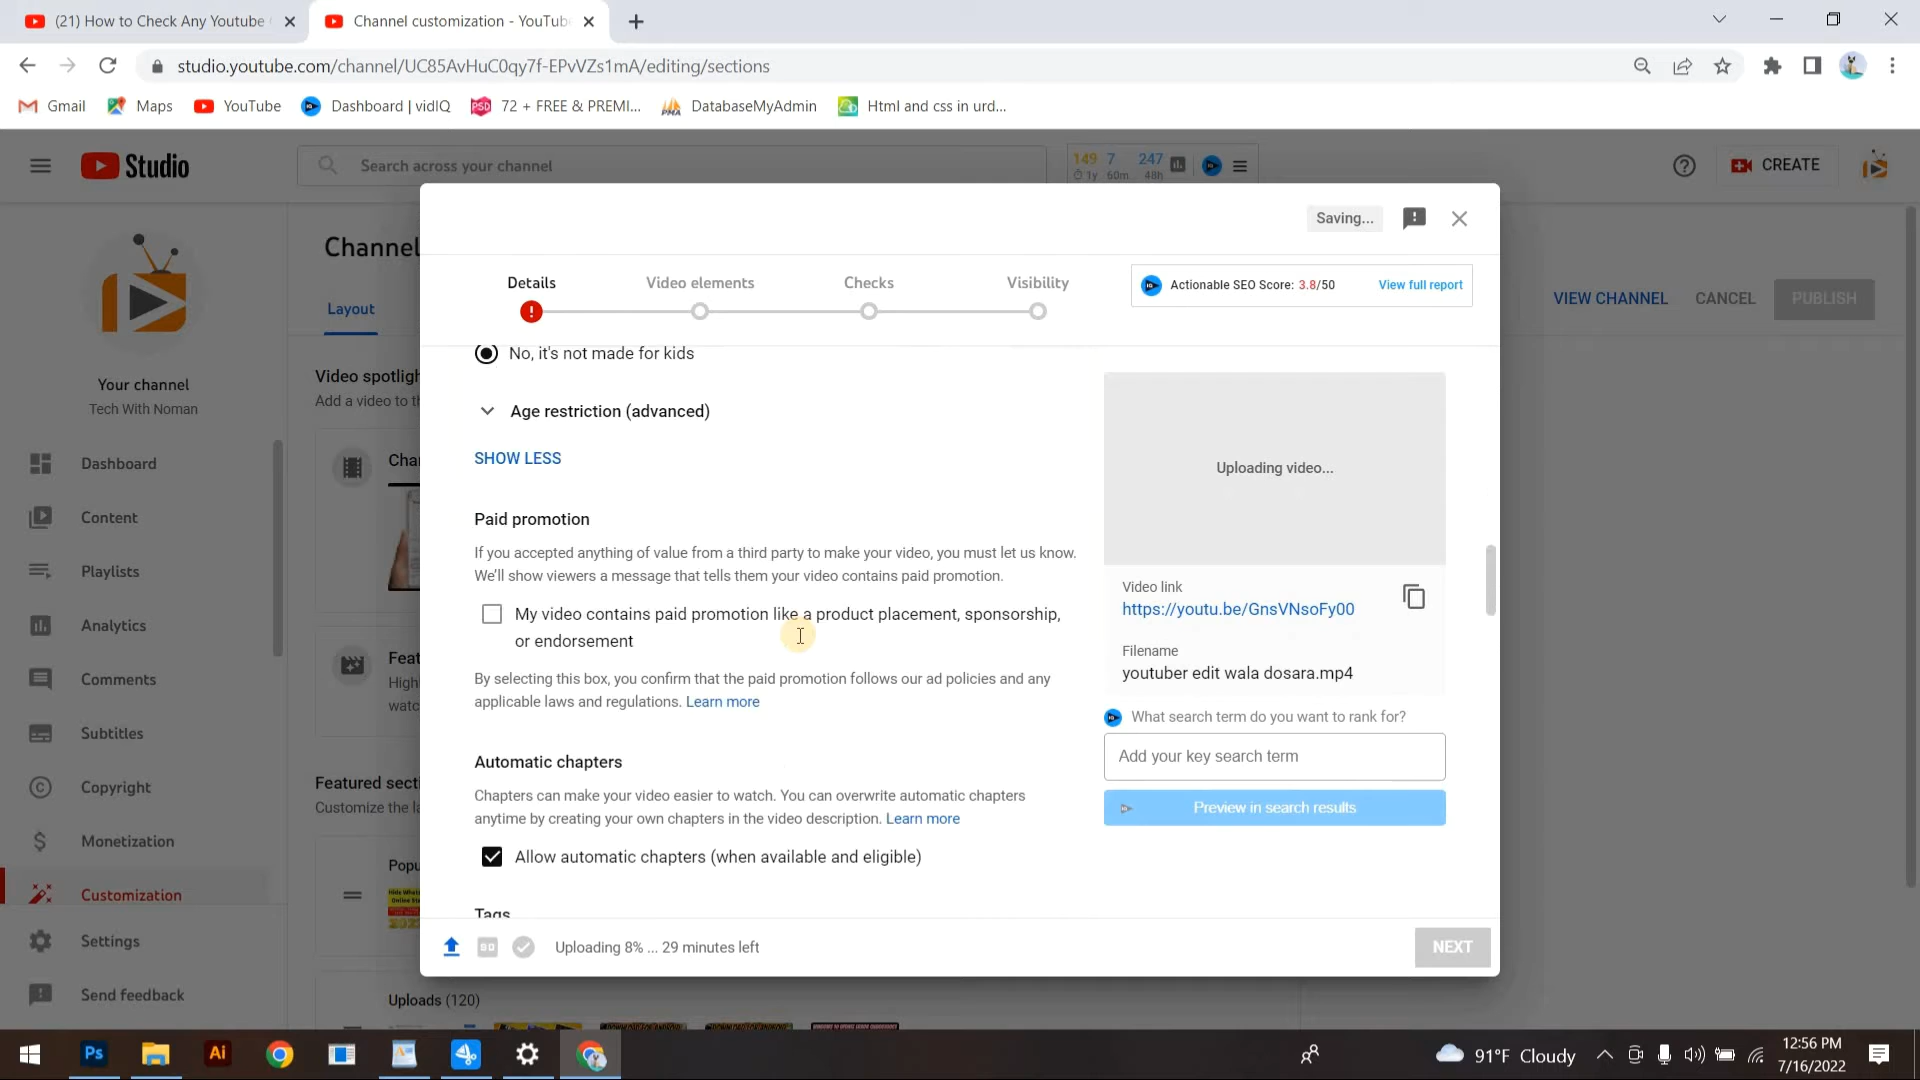 (21) How to Check Any Youtube
Channel customization - YouTub
studio.youtube.com/channel/UC85AvHuC0qy7f-EPvVZs1mA/editing/sections
Gmail
Maps
YouTube
Dashboard | vidIQ
PSD
72 + FREE & PREMI...
PMA
DatabaseMyAdmin
Html and css in urd...
Studio
Search across your channel
149 7 247
1y 60m 48h
CREATE
Channel
Saving...
Details
Video elements
Checks
Visibility
Actionable SEO Score: 3.8/50
View full report
Layout
VIEW CHANNEL
CANCEL
PUBLISH
No, it's not made for kids
Video spotligh
Add a video to th
Your channel
Tech With Noman
Age restriction (advanced)
SHOW LESS
Uploading video...
Dashboard
Content
Playlists
Analytics
Comments
Subtitles
Copyright
Monetization
Customization
Settings
Send feedback
Cha
Feat
High
watc
Featured secti
Customize the la
Popu
Uploads (120)
Paid promotion
If you accepted anything of value from a third party to make your video, you must let us know.
We'll show viewers a message that tells them your video contains paid promotion.
My video contains paid promotion like a product placement, sponsorship,
or endorsement
By selecting this box, you confirm that the paid promotion follows our ad policies and any
applicable laws and regulations. Learn more
Automatic chapters
Chapters can make your video easier to watch. You can overwrite automatic chapters
anytime by creating your own chapters in the video description. Learn more
Allow automatic chapters (when available and eligible)
Tags
Video link
https://youtu.be/GnsVNsoFy00
Filename
youtuber edit wala dosara.mp4
What search term do you want to rank for?
Add your key search term
Preview in search results
SD
Uploading 8% ... 29 minutes left
NEXT
Ps
Ai
91°F Cloudy
12:56 PM
7/16/2022